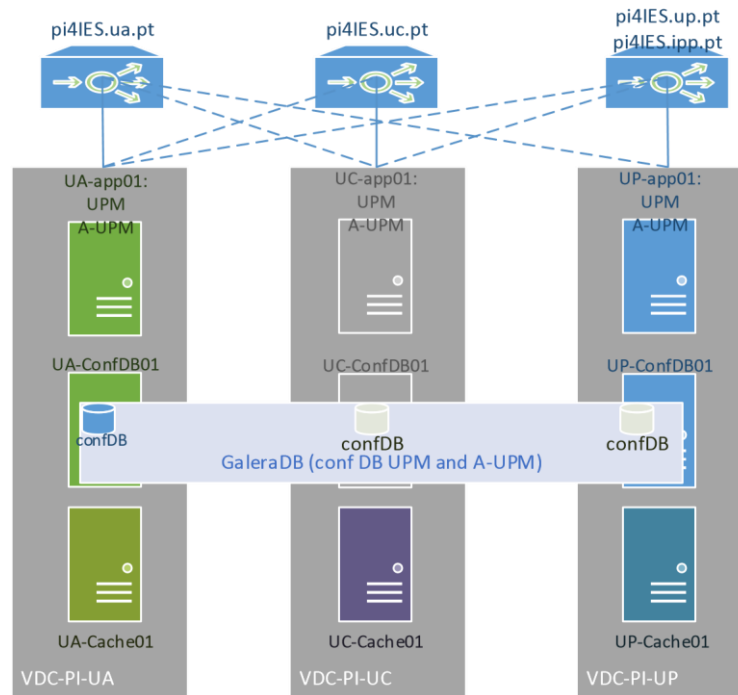 pi4IES.ua.pt
pi4IES.uc.pt
pi4IES.up.pt
pi4IES.ipp.pt
UA-app01:
UPM
A-UPM
UC-app01:
UPM
A-UPM
UP-app01:
UPM
A-UPM
UA-ConfDB01
UC-ConfDB01
UP-ConfDB01
confDB
confDB
confDB
GaleraDB (conf DB UPM and A-UPM)
UA-Cache01
UC-Cache01
UP-Cache01
VDC-PI-UA
VDC-PI-UC
VDC-PI-UP